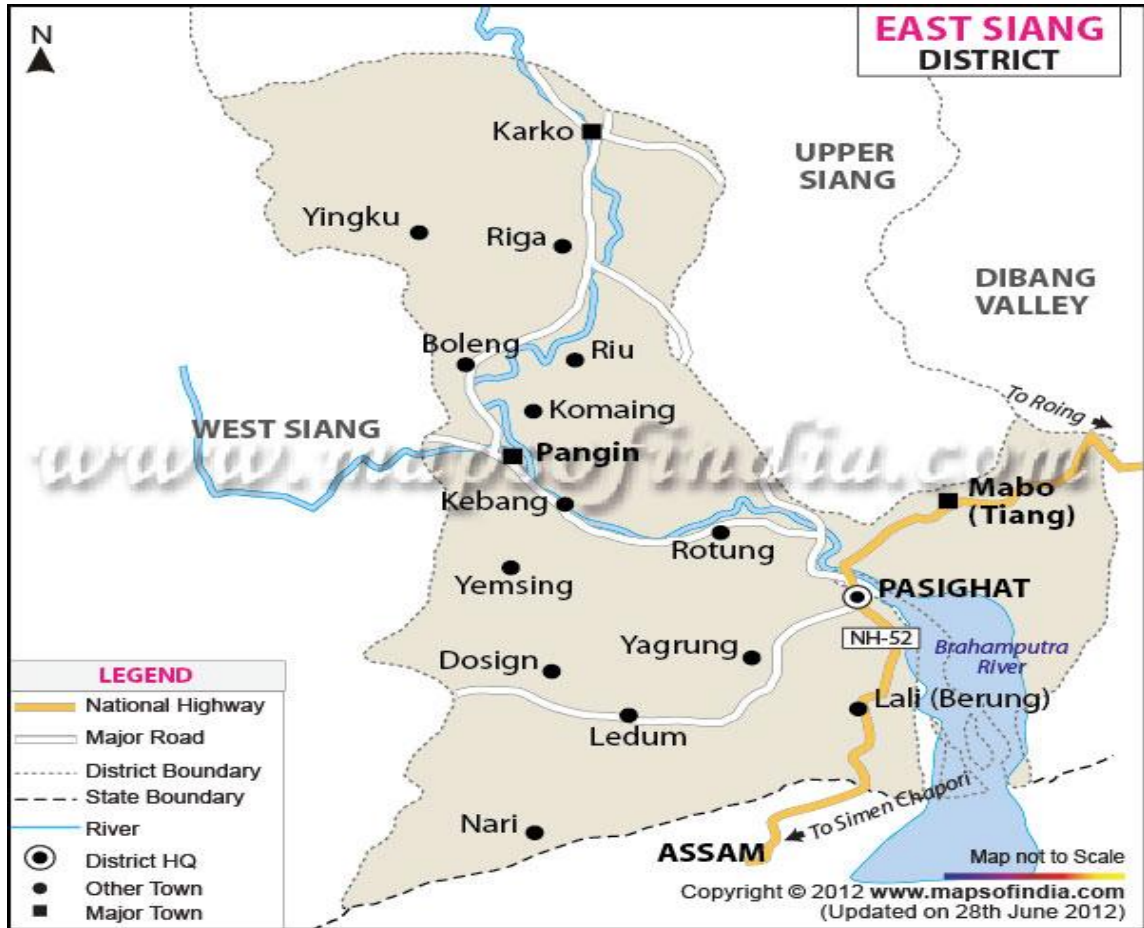 N
EAST SIANG
DISTRICT
Karko
UPPER
SIANG
Yingku
Riga
DIBANG
VALLEY
Boleng
Riu
To Roing
Komaing
WEST SIANG
www.mapsofindia.com
Pangin
Mabo
(Tiang)
Kebang
Rotung
Yemsing
PASIGHAT
NH-52
Yagrung
Brahamputra
River
Dosign
Lali (Berung)
Ledum
To Simen Chapori
Nari
ASSAM
LEGEND
National Highway
Major Road
District Boundary
State Boundary
River
District HQ
Other Town
Major Town
Map not to Scale
Copyright © 2012 www.mapsofindia.com
(Updated on 28th June 2012)